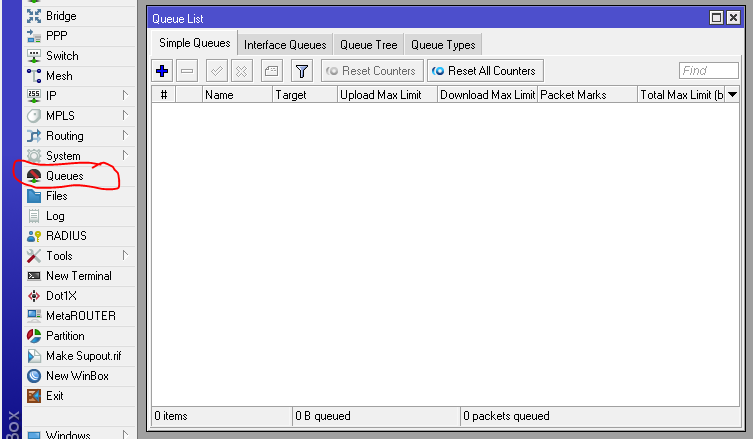 Bridge
PPP
Switch
Mesh
IP
MPLS
Routing
System
Queues
Files
Log
RADIUS
Tools
New Terminal
Dot1X
MetaROUTER
Partition
Make Supout.rif
New WinBox
Exit
Windows
Box
Queue List
Simple Queues Interface Queues Queue Tree Queue Types
Reset Counters Reset All Counters Find
# Name Target Upload Max Limit Download Max Limit Packet Marks Total Max Limit (b
0 items 0 B queued 0 packets queued